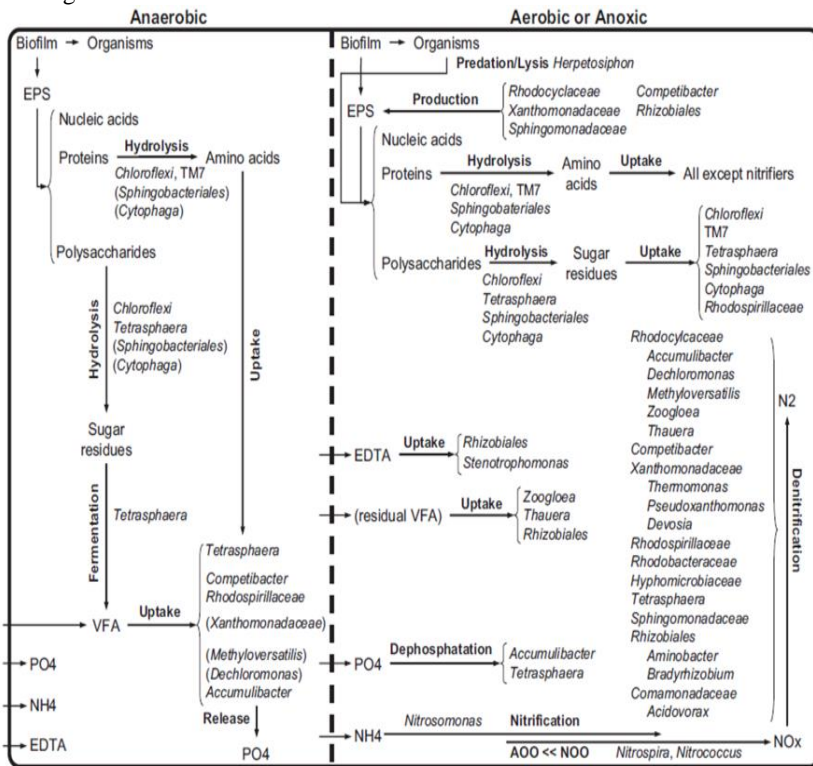 Anaerobic
Biofilm → Organisms
EPS
Nucleic acids
Proteins
Hydrolysis
Amino acids
Chloroflexi, TM7
(Sphingobacteriales)
(Cytophaga)
Polysaccharides
Hydrolysis
Chloroflexi
Tetrasphaera
(Sphingobacteriales)
(Cytophaga)
Uptake
Sugar
residues
Fermentation
Tetrasphaera
VFA
Uptake
Tetrasphaera
Competibacter
Rhodospirillaceae
(Xanthomonadaceae)
(Methyloversatilis)
(Dechloromonas)
Accumulibacter
Release
PO4
PO4
NH4
EDTA
Aerobic or Anoxic
Biofilm → Organisms
Predation/Lysis Herpetosiphon
EPS
Production
Rhodocyclaceae Competibacter
Xanthomonadaceae Rhizobiales
Sphingomonadaceae
Nucleic acids
Proteins
Hydrolysis
Amino
acids
Uptake
All except nitrifiers
Chloroflexi, TM7
Sphingobateriales
Cytophaga
Polysaccharides
Hydrolysis
Sugar
residues
Uptake
Chloroflexi
TM7
Tetrasphaera
Sphingobacteriales
Cytophaga
Rhodospirillaceae
Chloroflexi
Tetrasphaera
Sphingobacteriales
Cytophaga
EDTA
Uptake
Rhizobiales
Stenotrophomonas
(residual VFA)
Uptake
Zoogloea
Thauera
Rhizobiales
PO4
Dephosphatation
Accumulibacter
Tetrasphaera
Rhodocylcaceae
Accumulibacter
Dechloromonas
Methyloversatilis
Zoogloea
Thauera
Competibacter
Xanthomonadaceae
Thermomonas
Pseudoxanthomonas
Devosia
Rhodospirillaceae
Rhodobacteraceae
Hyphomicrobiaceae
Tetrasphaera
Sphingomonadaceae
Rhizobiales
Aminobacter
Bradyrhizobium
Comamonadaceae
Acidovorax
N2
Denitrification
NOx
NH4
Nitrosomonas
Nitrification
AOO << NOO
Nitrospira, Nitrococcus